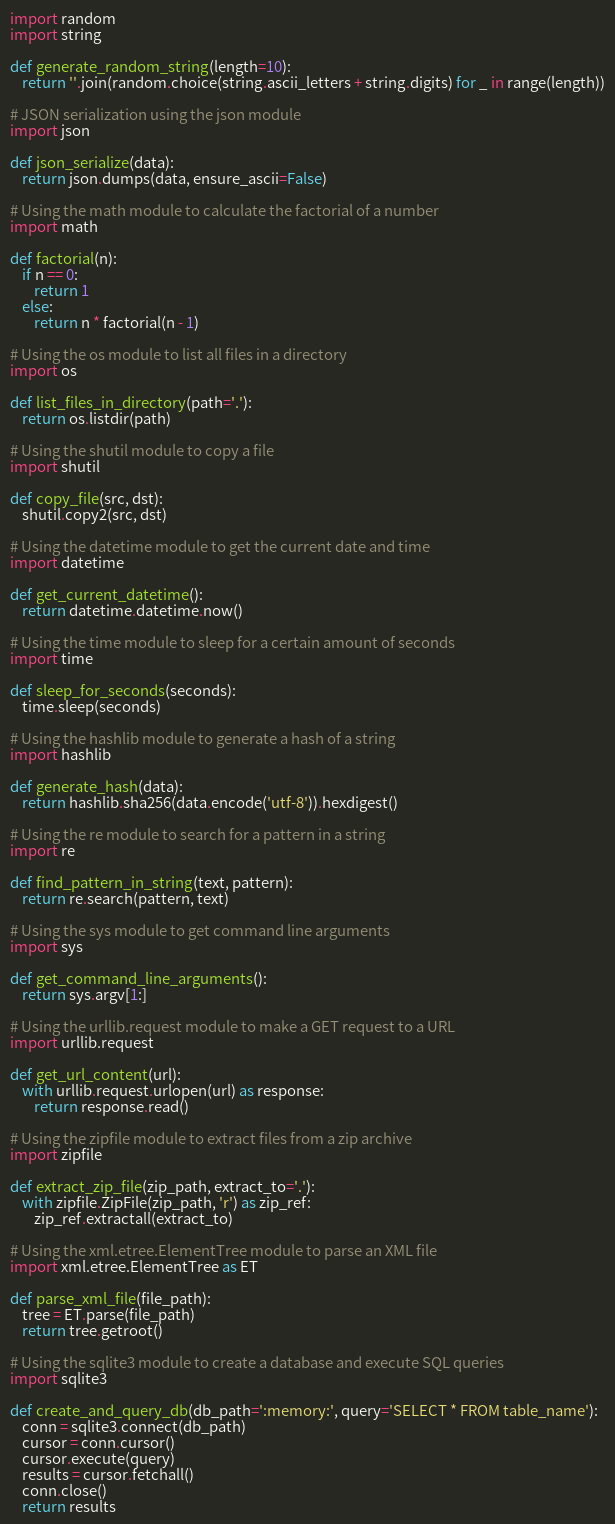 import random
import string

def generate_random_string(length=10):
    return ''.join(random.choice(string.ascii_letters + string.digits) for _ in range(length))

# JSON serialization using the json module
import json

def json_serialize(data):
    return json.dumps(data, ensure_ascii=False)

# Using the math module to calculate the factorial of a number
import math

def factorial(n):
    if n == 0:
        return 1
    else:
        return n * factorial(n - 1)

# Using the os module to list all files in a directory
import os

def list_files_in_directory(path='.'):
    return os.listdir(path)

# Using the shutil module to copy a file
import shutil

def copy_file(src, dst):
    shutil.copy2(src, dst)

# Using the datetime module to get the current date and time
import datetime

def get_current_datetime():
    return datetime.datetime.now()

# Using the time module to sleep for a certain amount of seconds
import time

def sleep_for_seconds(seconds):
    time.sleep(seconds)

# Using the hashlib module to generate a hash of a string
import hashlib

def generate_hash(data):
    return hashlib.sha256(data.encode('utf-8')).hexdigest()

# Using the re module to search for a pattern in a string
import re

def find_pattern_in_string(text, pattern):
    return re.search(pattern, text)

# Using the sys module to get command line arguments
import sys

def get_command_line_arguments():
    return sys.argv[1:]

# Using the urllib.request module to make a GET request to a URL
import urllib.request

def get_url_content(url):
    with urllib.request.urlopen(url) as response:
        return response.read()

# Using the zipfile module to extract files from a zip archive
import zipfile

def extract_zip_file(zip_path, extract_to='.'):
    with zipfile.ZipFile(zip_path, 'r') as zip_ref:
        zip_ref.extractall(extract_to)

# Using the xml.etree.ElementTree module to parse an XML file
import xml.etree.ElementTree as ET

def parse_xml_file(file_path):
    tree = ET.parse(file_path)
    return tree.getroot()

# Using the sqlite3 module to create a database and execute SQL queries
import sqlite3

def create_and_query_db(db_path=':memory:', query='SELECT * FROM table_name'):
    conn = sqlite3.connect(db_path)
    cursor = conn.cursor()
    cursor.execute(query)
    results = cursor.fetchall()
    conn.close()
    return results